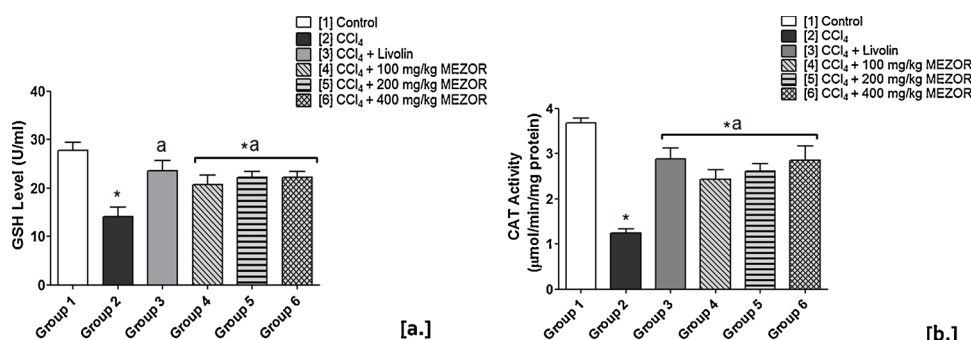 [1] Control
[2] CCl₄
[3] CCl₄ + Livolin
[4] CCl₄ + 100 mg/kg MEZOR
[5] CCl₄ + 200 mg/kg MEZOR
[6] CCl₄ + 400 mg/kg MEZOR
GSH Level (U/ml)
40
30
20
10
0
*
a
*a
Group 1
Group 2
Group 3
Group 4
Group 5
Group 6
[a.]
[1] Control
[2] CCl₄
[3] CCl₄ + Livolin
[4] CCl₄ + 100 mg/kg MEZOR
[5] CCl₄ + 200 mg/kg MEZOR
[6] CCl₄ + 400 mg/kg MEZOR
CAT Activity
(μmol/min/mg protein)
4
3
2
1
0
*
*a
Group 1
Group 2
Group 3
Group 4
Group 5
Group 6
[b.]